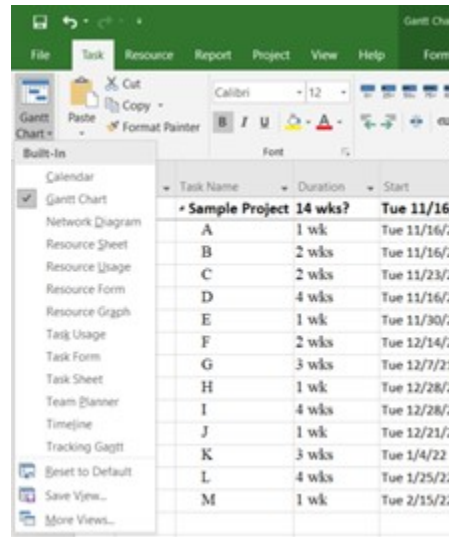 Gantt Cha
File Task Resource Report Project View Help Form
Cut
Copy
Format Painter
Paste
Gantt
Chart
Calibri 12
B I U A
Font
Built-In
Calendar
Gantt Chart
Network Diagram
Resource Sheet
Resource Usage
Resource Form
Resource Graph
Task Usage
Task Form
Task Sheet
Team Planner
Timeline
Tracking Gantt
Reset to Default
Save View...
More Views...
Task Name Duration Start
Sample Project 14 wks? Tue 11/16
A 1 wk Tue 11/16/
B 2 wks Tue 11/16/
C 2 wks Tue 11/23/
D 4 wks Tue 11/16/
E 1 wk Tue 11/30/
F 2 wks Tue 12/14/
G 3 wks Tue 12/7/21
H 1 wk Tue 12/28/
I 4 wks Tue 12/28/
J 1 wk Tue 12/21/
K 3 wks Tue 1/4/22
L 4 wks Tue 1/25/2
M 1 wk Tue 2/15/2